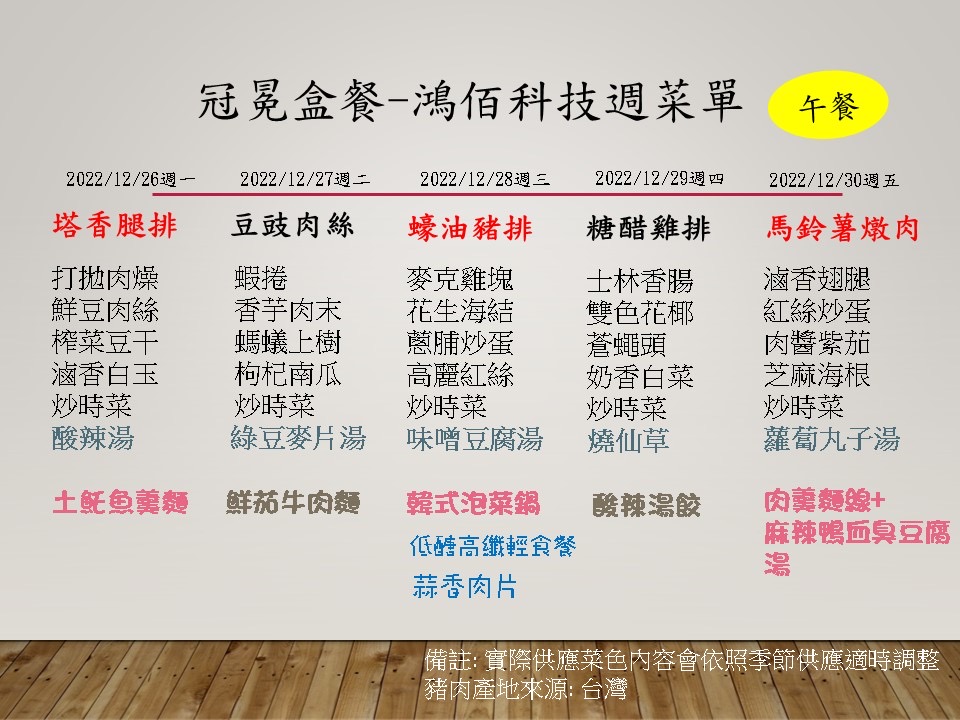 冠冕盒餐-鴻佰科技週菜單
午餐
2022/12/26週一
塔香腿排
打拋肉燥
鮮豆肉絲
榨菜豆干
滷香白玉
炒時菜
酸辣湯
土魠魚羹麵
2022/12/27週二
豆豉肉絲
蝦捲
香芋肉末
螞蟻上樹
枸杞南瓜
炒時菜
綠豆麥片湯
鮮茄牛肉麵
2022/12/28週三
蠔油豬排
麥克雞塊
花生海結
蔥脯炒蛋
高麗紅絲
炒時菜
味噌豆腐湯
韓式泡菜鍋
低醣高纖輕食餐
蒜香肉片
2022/12/29週四
糖醋雞排
士林香腸
雙色花椰
蒼蠅頭
奶香白菜
炒時菜
燒仙草
酸辣湯餃
2022/12/30週五
馬鈴薯燉肉
滷香翅腿
紅絲炒蛋
肉醬紫茄
芝麻海根
炒時菜
蘿蔔丸子湯
肉羹麵線+
麻辣鴨血臭豆腐
湯
備註: 實際供應菜色內容會依照季節供應適時調整
豬肉產地來源: 台灣